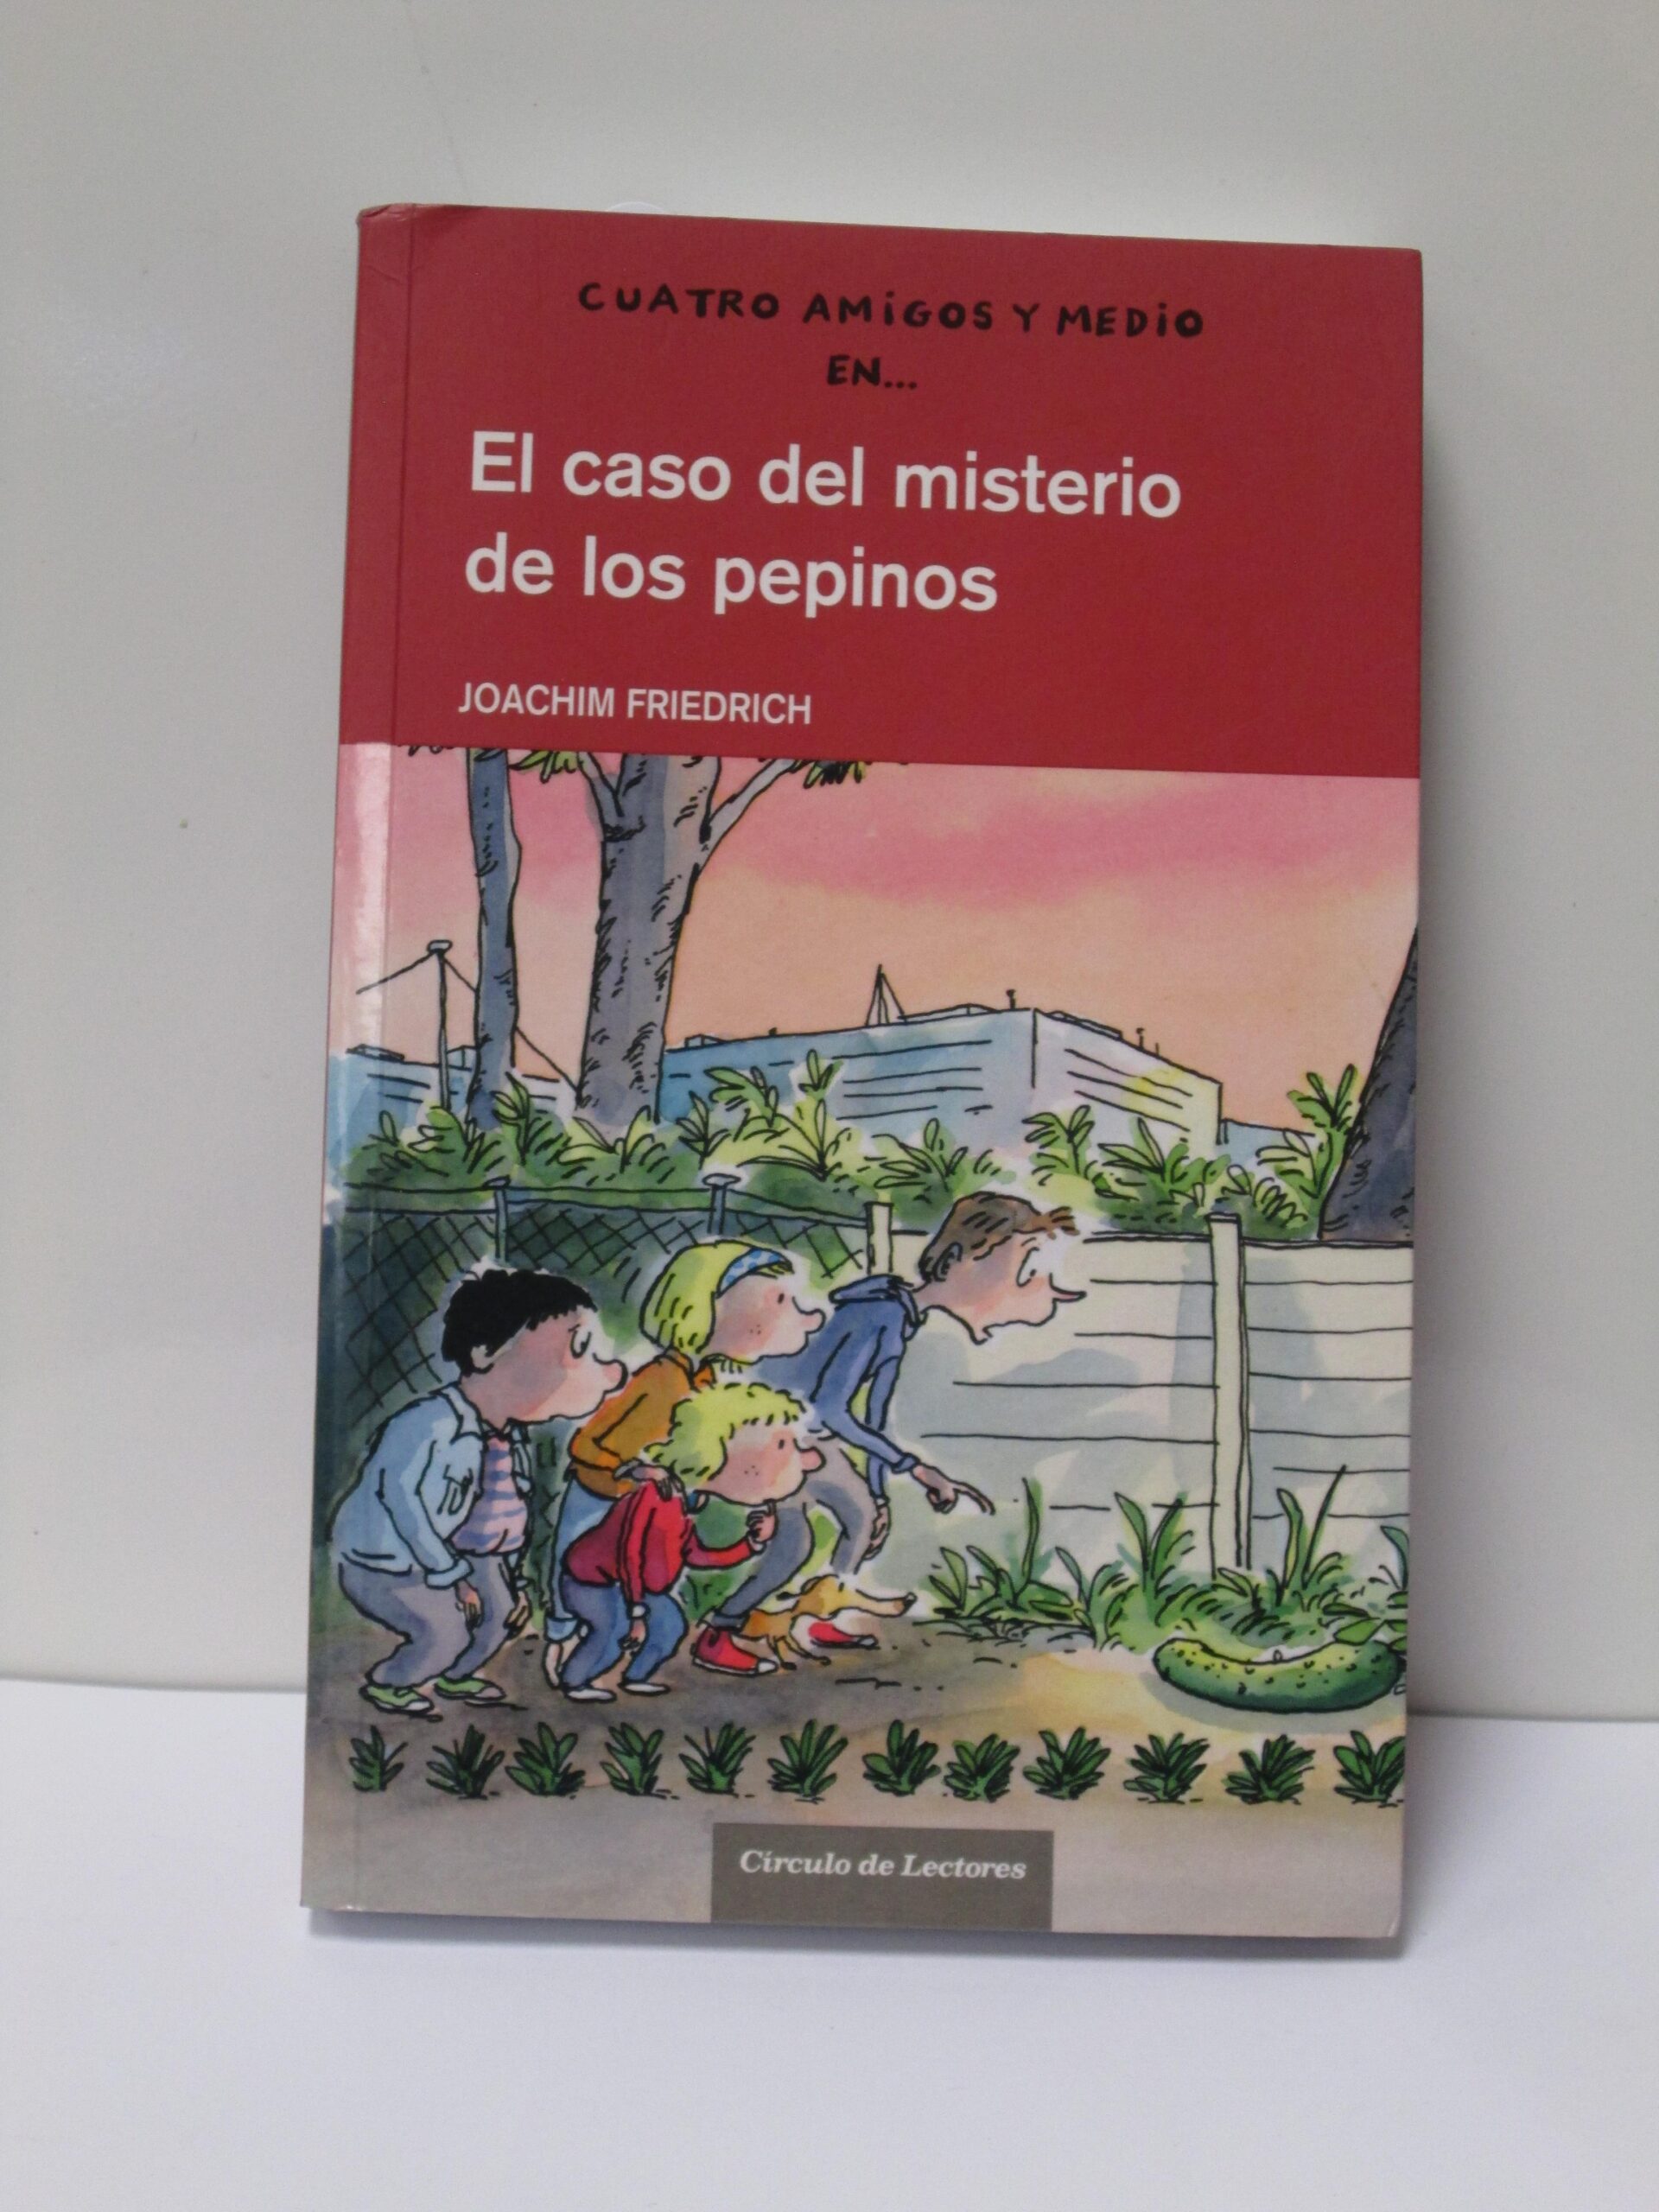 CUATRO AMiGOS Y MEDiO
EN...
El caso del misterio
de los pepinos
JOACHIM FRIEDRICH
Círculo de Lectores